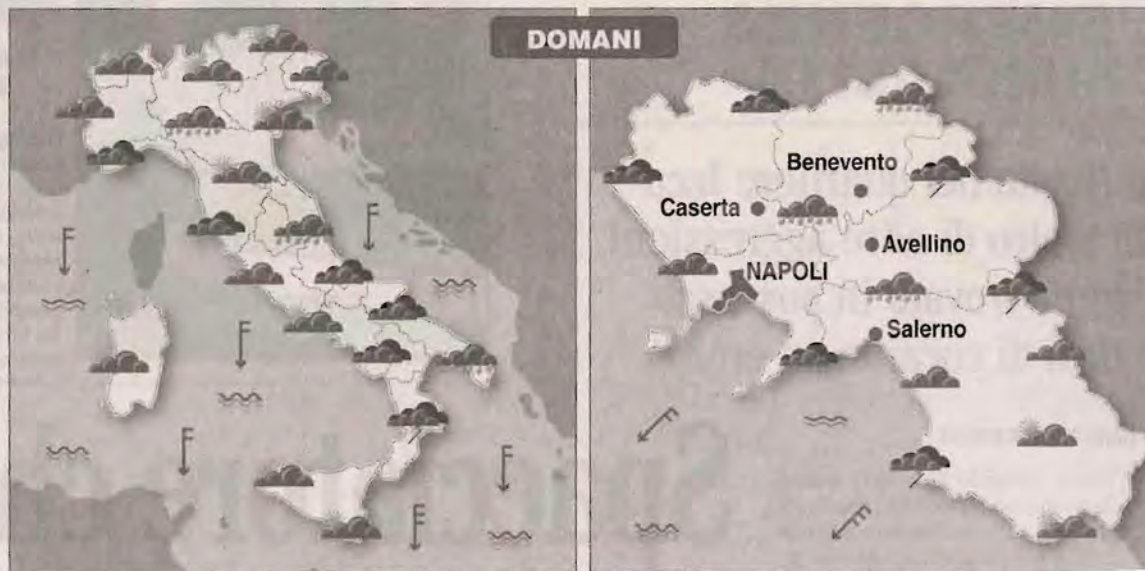 DOMANI
Benevento
Caserta
Avellino
NAPOLI
Salerno